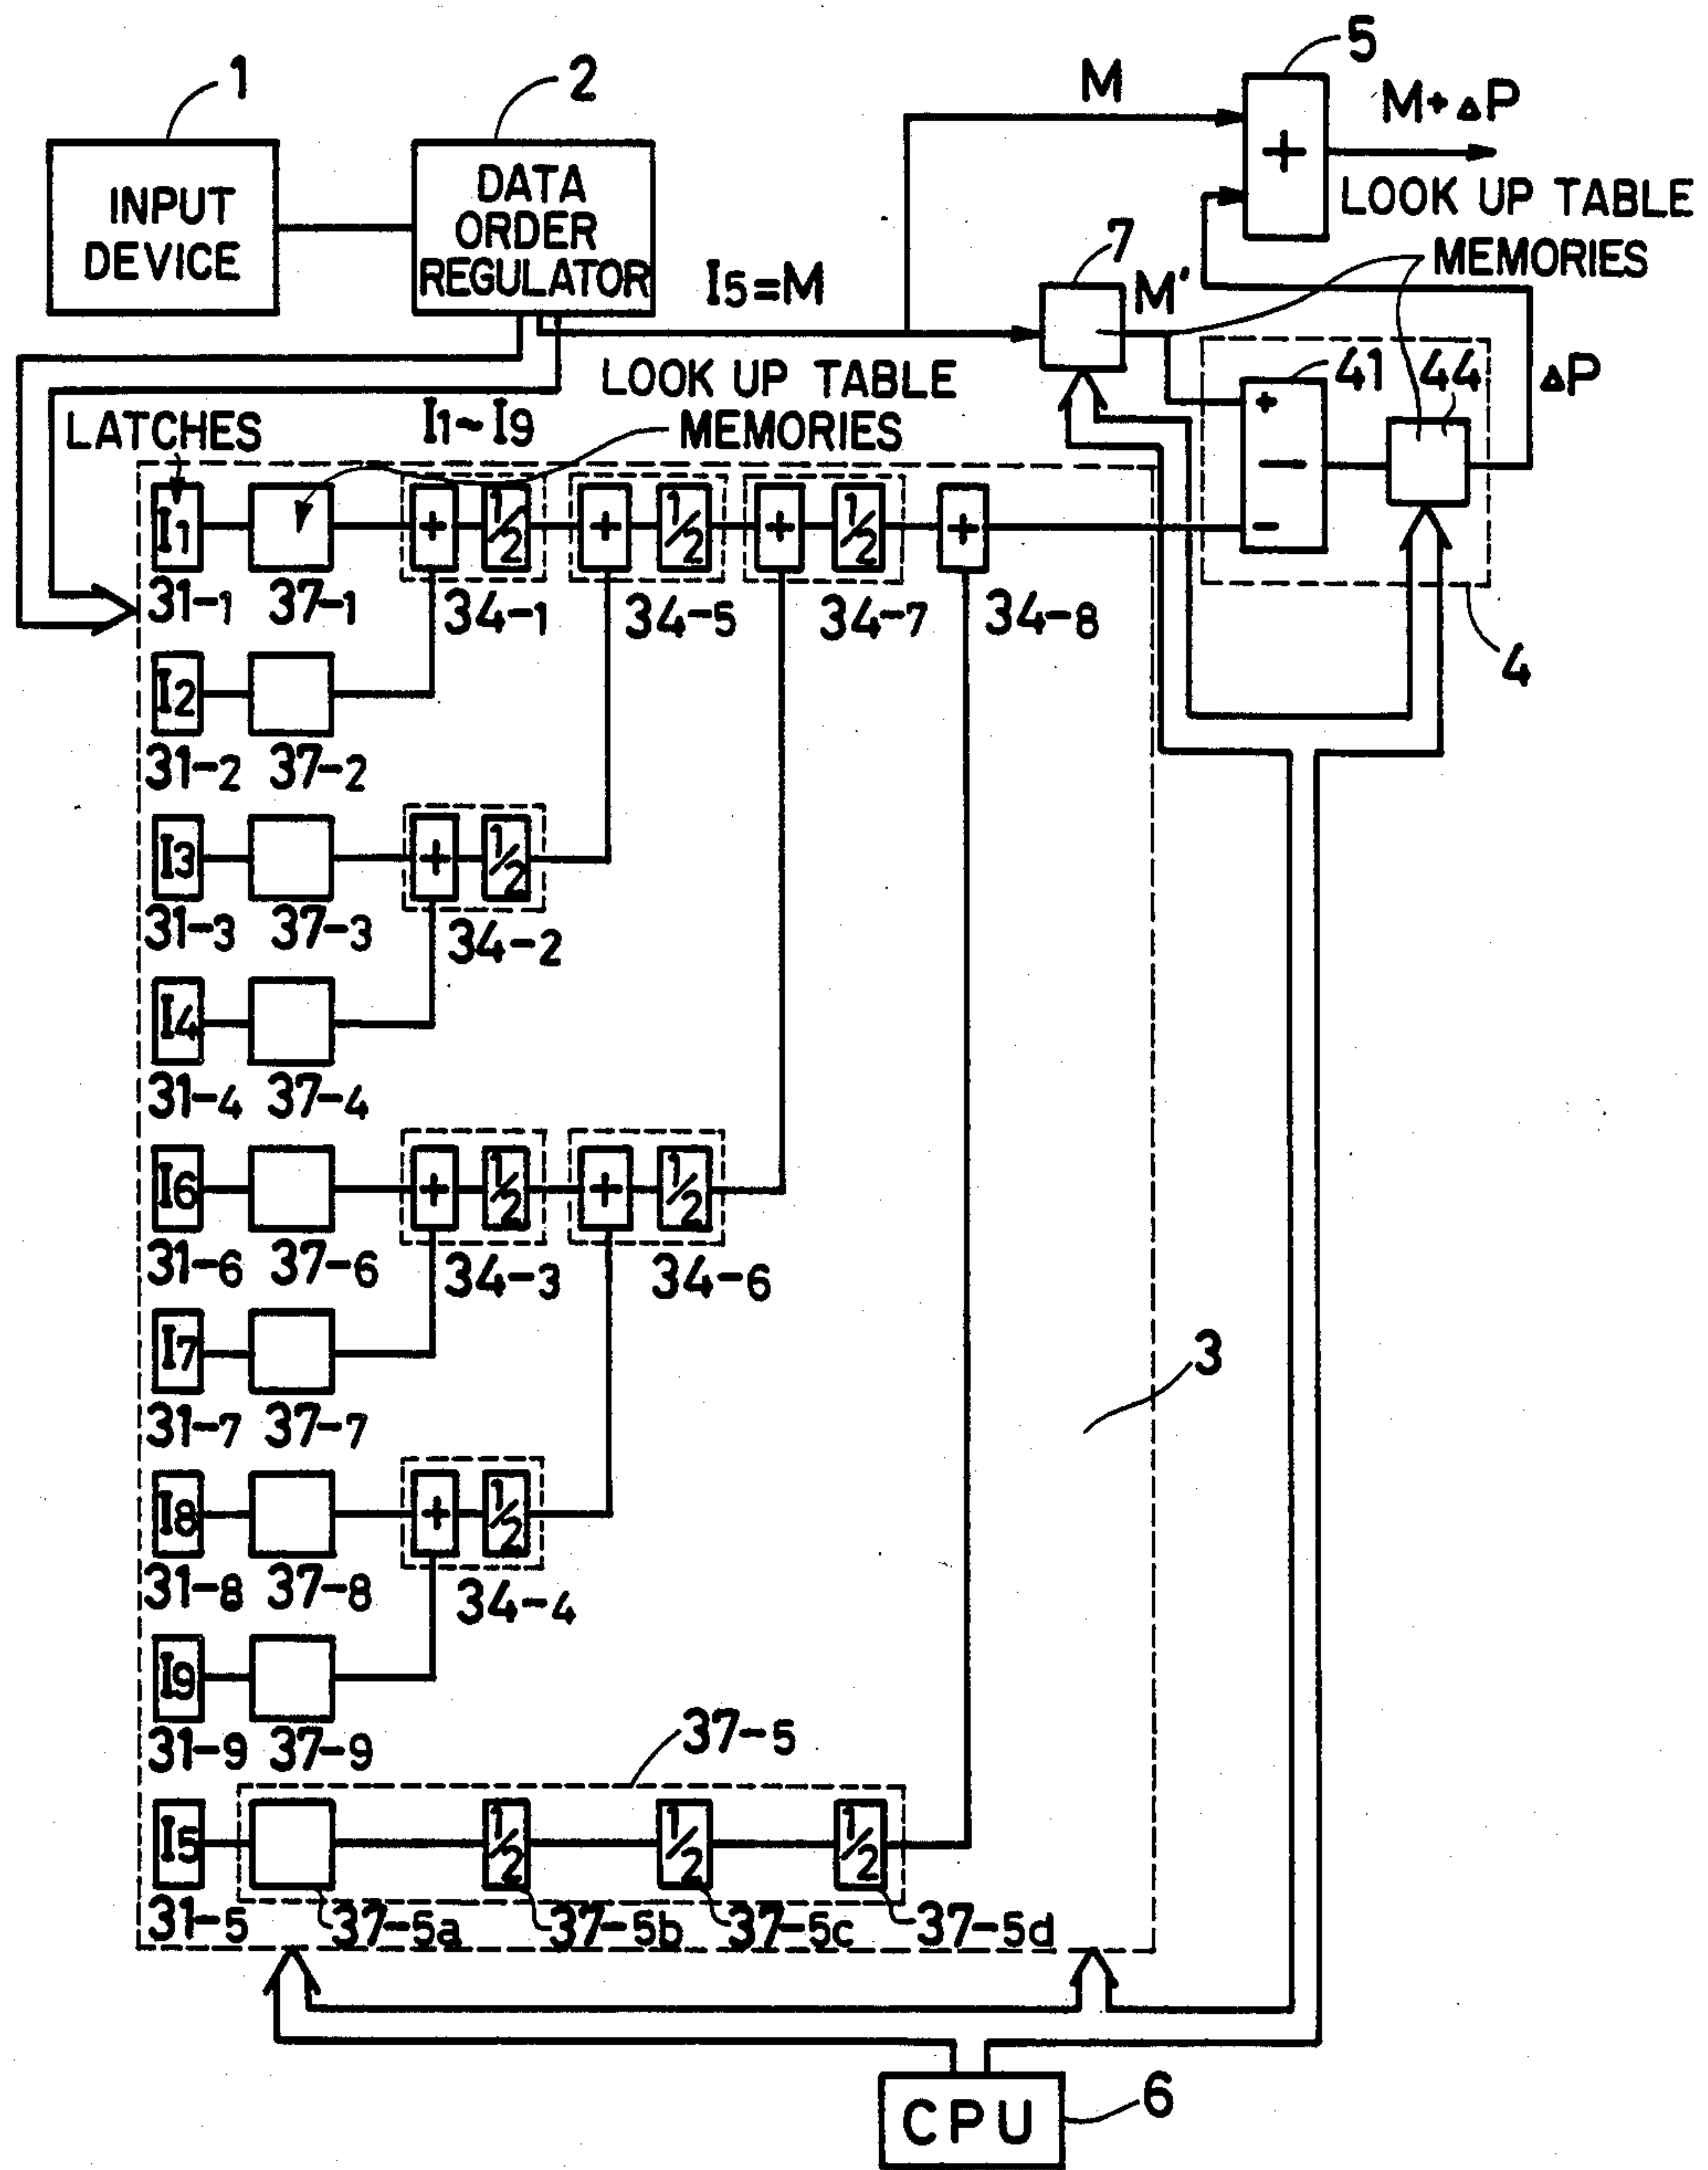 1
2
5
INPUT
DEVICE
DATA
ORDER
REGULATOR
M
M+ΔP
+
LOOK UP TABLE
MEMORIES
7
M'
I5=M
41
44
ΔP
+
—
−
4
LOOK UP TABLE
MEMORIES
LATCHES
I1~I9
I1
+
1/2
+
1/2
+
1/2
+
31-1
37-1
34-1
34-5
34-7
34-8
I2
31-2
37-2
I3
+
1/2
31-3
37-3
34-2
I4
31-4
37-4
I6
+
1/2
+
1/2
31-6
37-6
34-3
34-6
I7
31-7
37-7
3
I8
+
1/2
31-8
37-8
34-4
I9
31-9
37-9
37-5
I5
1/2
1/2
1/2
31-5
37-5a
37-5b
37-5c
37-5d
CPU
6